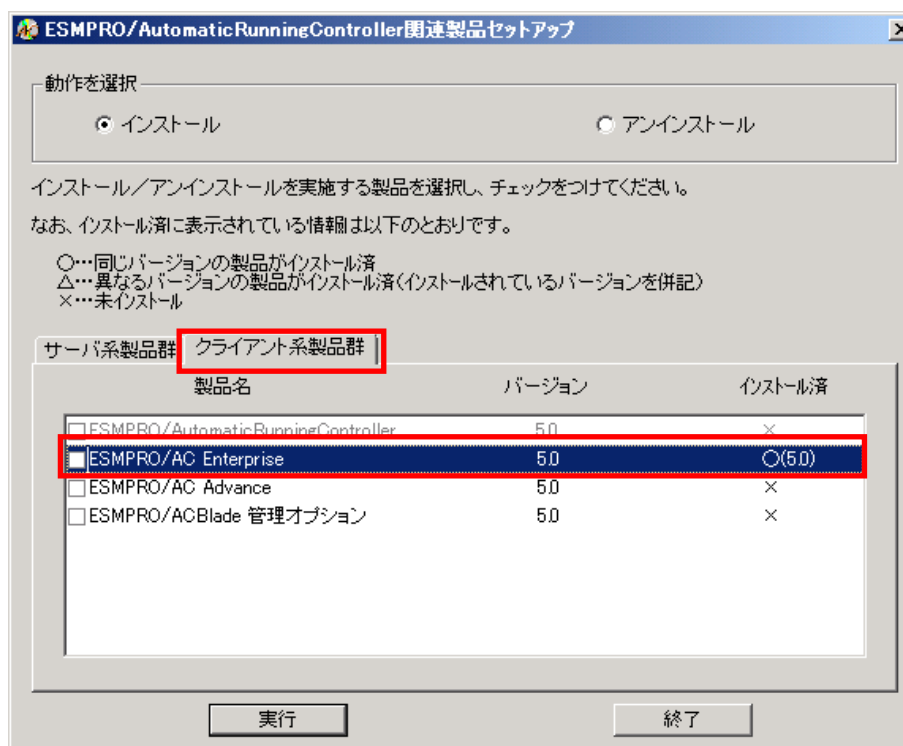 ESMPRO/AutomaticRunningController関連製品セットアップ
動作を選択
インストール アンインストール
インストール／アンインストールを実施する製品を選択し、チェックをつけてください。
なお、インストール済に表示されている情報は以下のとおりです。
○…同じバージョンの製品がインストール済
△…異なるバージョンの製品がインストール済(インストールされているバージョンを併記)
×…未インストール
サーバ系製品群 クライアント系製品群
製品名 バージョン インストール済
ESMPRO/AutomaticRunningController 5.0 ×
ESMPRO/AC Enterprise 5.0 ○(5.0)
ESMPRO/AC Advance 5.0 ×
ESMPRO/ACBlade 管理オプション 5.0 ×
実行 終了